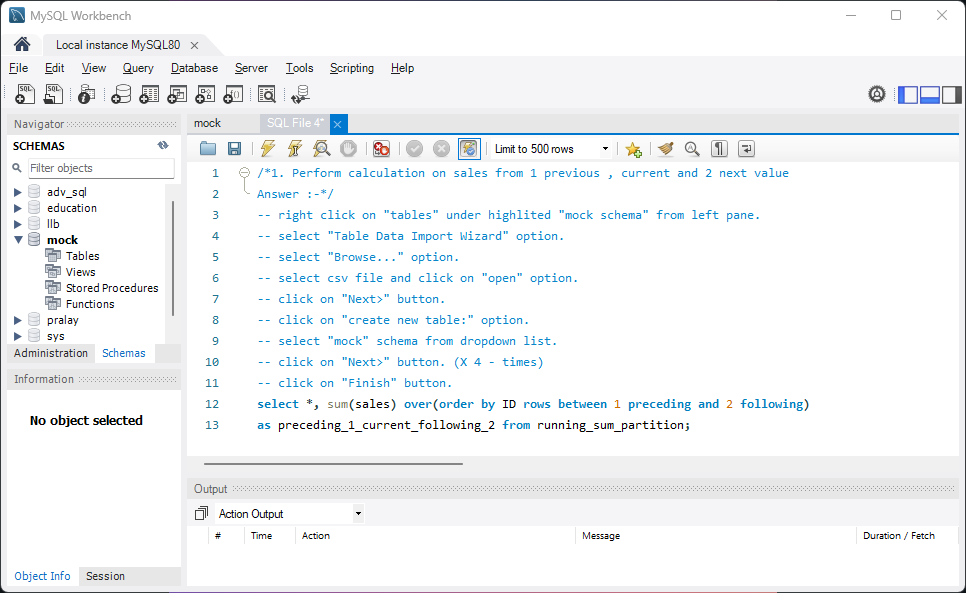 MySQL Workbench
Local instance MySQL80
File Edit View Query Database Server Tools Scripting Help
Navigator
SCHEMAS
Filter objects
adv_sql
education
llb
mock
Tables
Views
Stored Procedures
Functions
pralay
sys
Administration Schemas
Information
No object selected
Object Info Session
mock SQL File 4*
Limit to 500 rows
1 /*1. Perform calculation on sales from 1 previous , current and 2 next value
2 Answer :-*/
3 -- right click on "tables" under highlited "mock schema" from left pane.
4 -- select "Table Data Import Wizard" option.
5 -- select "Browse..." option.
6 -- select csv file and click on "open" option.
7 -- click on "Next>" button.
8 -- click on "create new table:" option.
9 -- select "mock" schema from dropdown list.
10 -- click on "Next>" button. (X 4 - times)
11 -- click on "Finish" button.
12 select *, sum(sales) over(order by ID rows between 1 preceding and 2 following)
13 as preceding_1_current_following_2 from running_sum_partition;
Output
Action Output
# Time Action Message Duration / Fetch